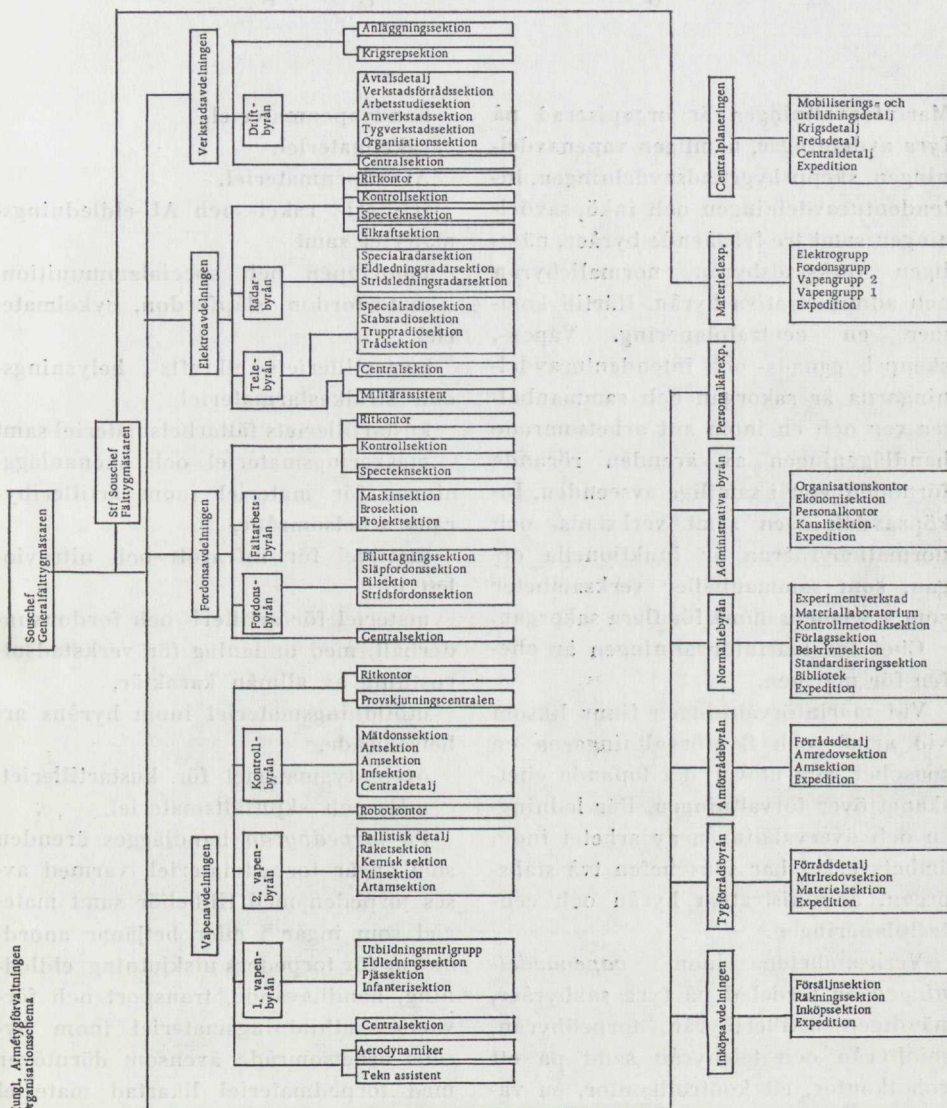 Kungl. Armétygförvaltningen
Organisationsschema
Souschef
Generalfälttygmästaren
Stf Souschef
Fälttygmästaren
Verkstadsavdelningen
Anläggningssektion
Krigsrepsektion
Drift-
byrån
Avtalsdetalj
Verkstadsförrådssektion
Arbetsstudiesektion
Amverkstadssektion
Tygverkstadssektion
Organisationssektion
Centralsektion
Elektroavdelningen
Ritkontor
Kontrollsektion
Specteknsektion
Elkraftsektion
Radar-
byrån
Specialradarsektion
Eldledningradarsektion
Stridsledningsradarsektion
Tele-
byrån
Specialradiosektion
Stabsradiosektion
Truppradiosektion
Trådsektion
Centralsektion
Militärassistent
Fordonsavdelningen
Ritkontor
Kontrollsektion
Specteknsektion
Fältarbets-
byrån
Maskinsektion
Brosektion
Projektsektion
Fordons-
byrån
Bilutlagningssektion
Släpfordonssektion
Bilsektion
Stridsfordonssektion
Centralsektion
Vapenavdelningen
Ritkontor
Provskjutningscentralen
Kontroll-
byrån
Mätdonssektion
Artsektion
Amsektion
Infsektion
Centraldetalj
Robotkontor
2. vapen-
byrån
Ballistisk detalj
Raketsektion
Kemisk sektion
Minsektion
Artamsektion
1. vapen-
byrån
Utbildningsmtrlgrupp
Eldledningssektion
Pjässektion
Infanterisektion
Centralsektion
Aerodynamiker
Tekn assistent
Centralplaneringen
Mobiliserings- och
utbildningsdetalj
Krigsdetalj
Fredsdetalj
Centraldetalj
Expedition
Materielexp.
Elektrogrupp
Fordonsgrupp
Vapengrupp 2
Vapengrupp 1
Expedition
Personalkårexp.
Administrativa byrån
Organisationskontor
Ekonomisektion
Personalkontor
Kanslisektion
Expedition
Normaliebyrån
Experimentverkstad
Materiallaboratorium
Kontrollmetodiksektion
Förlagssektion
Beskrivnsektion
Standardiseringssektion
Bibliotek
Expedition
Amförrådsbyrån
Förrådsdetalj
Amredovsektion
Amsektion
Expedition
Tygförrådsbyrån
Förrådsdetalj
Mtrlredovsektion
Materielsektion
Expedition
Inköpsavdelningen
Försäljnsektion
Räkningssektion
Inköpssektion
Expedition